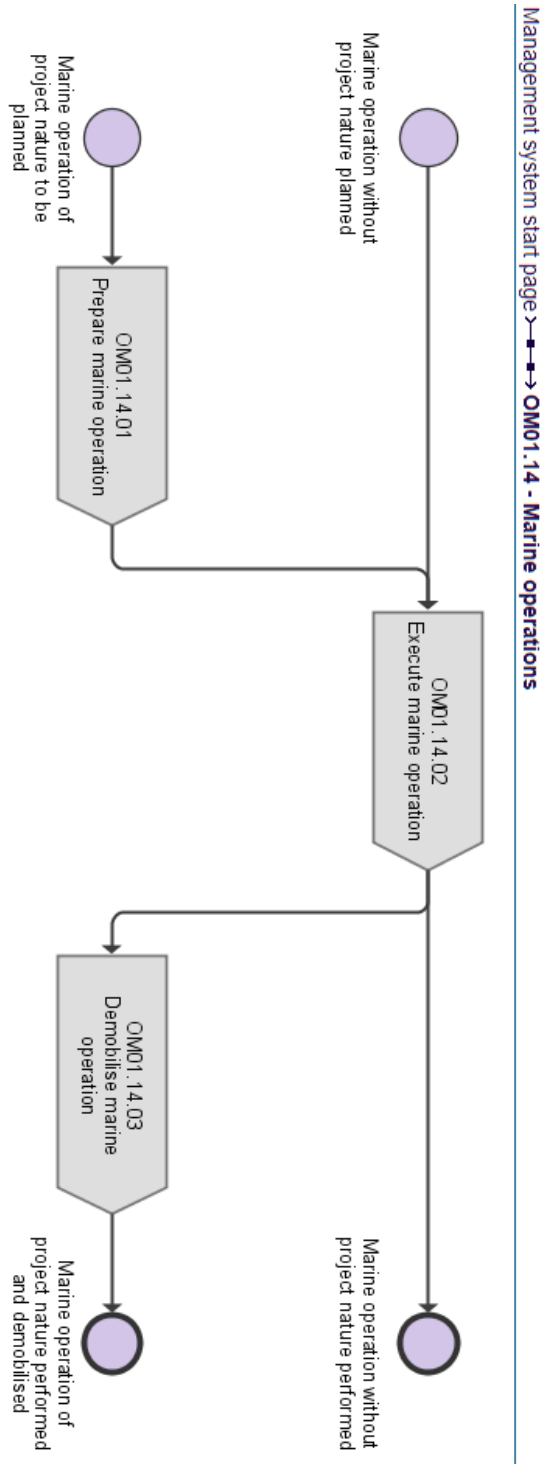 Management system start page > OM01.14 - Marine operations
Marine operation without
project nature planned
OM01.14.02
Execute marine operation
Marine operation without
project nature performed
Marine operation of
project nature to be
planned
OM01.14.01
Prepare marine operation
OM01.14.03
Demobilise marine
operation
Marine operation of
project nature performed
and demobilised